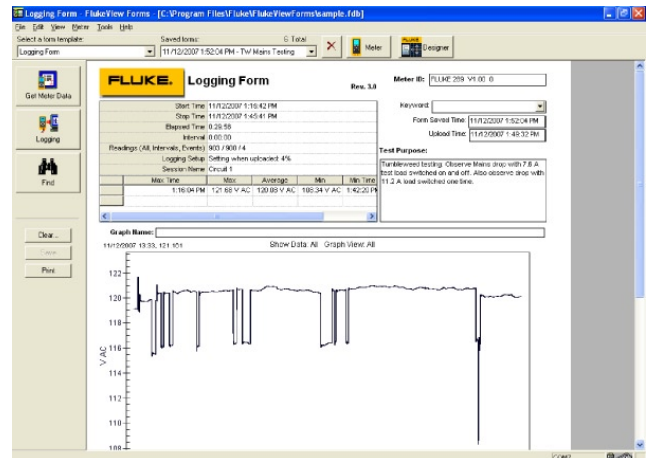 Logging Form - FlukeView Forms - [C:\Program Files\Fluke\FlukeViewForms\sample.fdb]
File Edit View Meter Tools Help
Select a form template: Saved forms: 6 Total
Logging Form 11/12/2007 1:52:04 PM - TW Mains Testing Meter Designer
Get Meter Data
Logging
Find
Clear...
Print
FLUKE. Logging Form Rev. 3.0
Meter ID: FLUKE 289 V1.00.0
Keyword:
Form Saved Time: 11/12/2007 1:52:04 PM
Upload Time: 11/12/2007 1:49:32 PM
Start Time 11/12/2007 1:16:42 PM
Stop Time 11/12/2007 1:45:41 PM
Elapsed Time 0:28:58
Interval 0:00:00
Readings (All, Intervals, Events) 903 / 900 / 4
Logging Setup Setting when uploaded: 4%
Session Name Circuit 1
Max Time Max Average Min Min Time
1:16:04 PM 121.68 V AC 120.08 V AC 108.34 V AC 1:42:20 PM
Test Purpose:
Tumbleweed testing. Observe Mains drop with 7.6 A
test load switched on and off. Also observe drop with
11.2 A load switched one time.
Graph Name:
11/12/2007 13:33, 121.101 Show Data: All Graph View: All
V AC
122
120
118
116
114
112
110
108
COM2